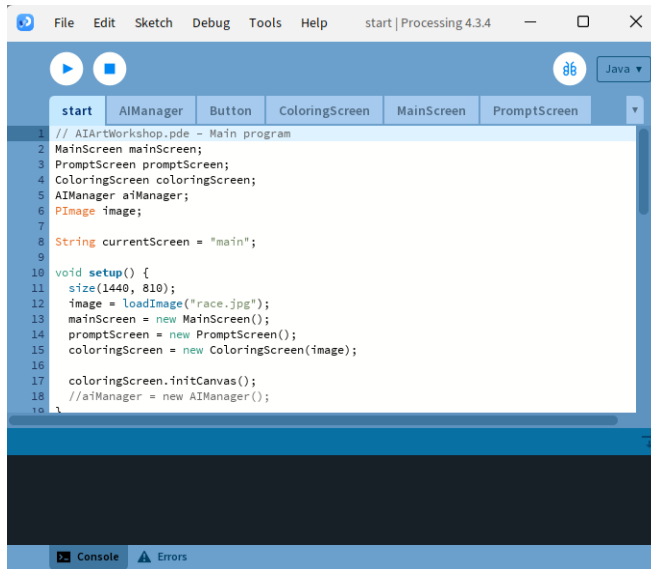 File Edit Sketch Debug Tools Help start | Processing 4.3.4
Java
start AIManager Button ColoringScreen MainScreen PromptScreen
1 // AIArtWorkshop.pde – Main program
2 MainScreen mainScreen;
3 PromptScreen promptScreen;
4 ColoringScreen coloringScreen;
5 AIManager aiManager;
6 PImage image;
7
8 String currentScreen = "main";
9
10 void setup() {
11 size(1440, 810);
12 image = loadImage("race.jpg");
13 mainScreen = new MainScreen();
14 promptScreen = new PromptScreen();
15 coloringScreen = new ColoringScreen(image);
16
17 coloringScreen.initCanvas();
18 //aiManager = new AIManager();
19 }
Console Errors